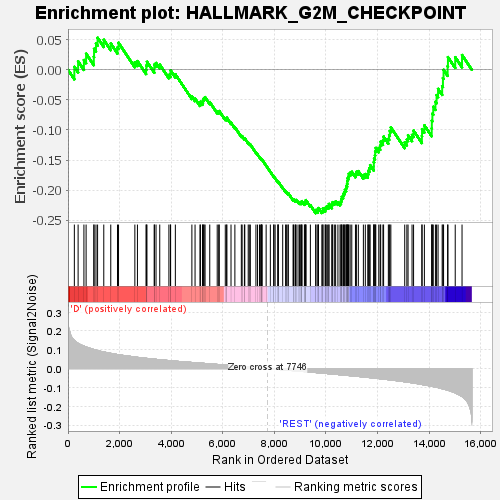 Enrichment plot: HALLMARK_G2M_CHECKPOINT
Enrichment score (ES)
0.05
0.00
-0.05
-0.10
-0.15
-0.20
-0.25
'D' (positively correlated)
Ranked list metric (Signal2Noise)
0.3
0.2
0.1
0.0
-0.1
-0.2
-0.3
Zero cross at 7746
'REST' (negatively correlated)
0
2,000
4,000
6,000
8,000
10,000
12,000
14,000
16,000
Rank in Ordered Dataset
Enrichment profile
Hits
Ranking metric scores